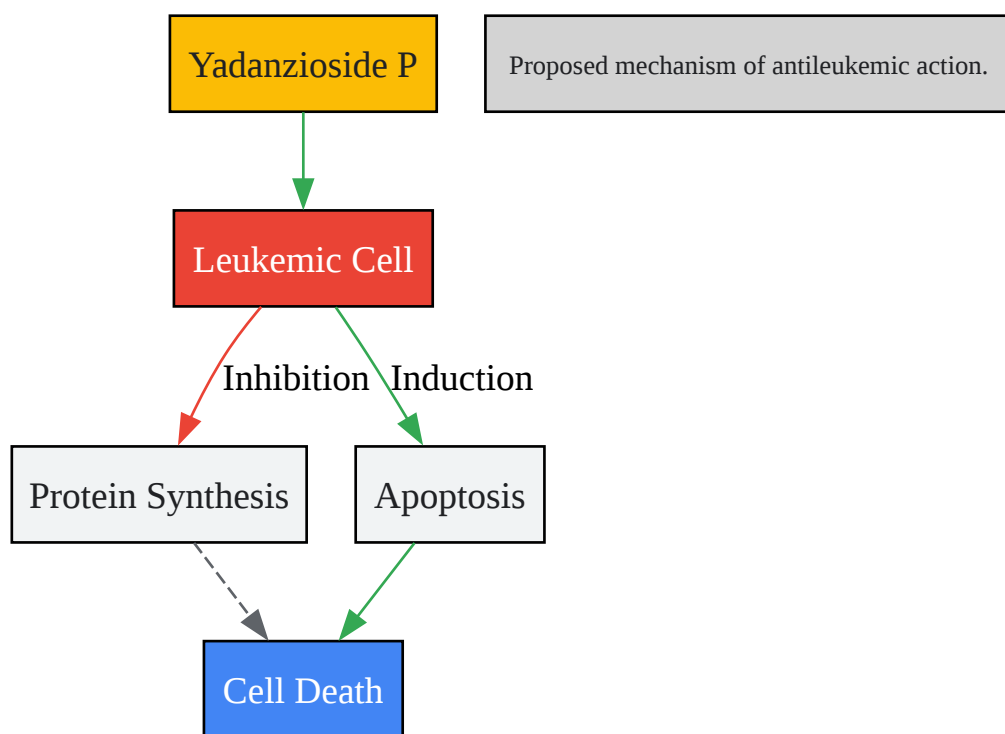 Yadanzioside P
Proposed mechanism of antileukemic action.
Leukemic Cell
Inhibition
Induction
Protein Synthesis
Apoptosis
Cell Death